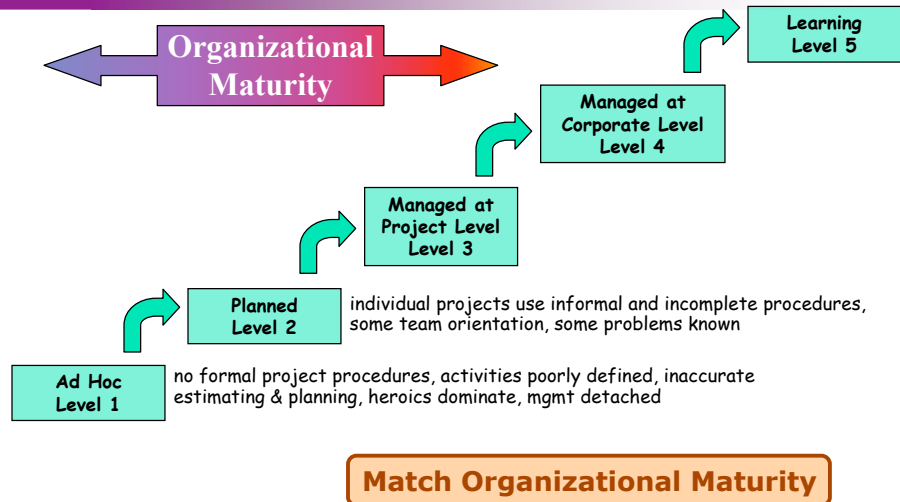 Organizational
Maturity
Learning
Level 5
Managed at
Corporate Level
Level 4
Managed at
Project Level
Level 3
Planned
Level 2
individual projects use informal and incomplete procedures,
some team orientation, some problems known
Ad Hoc
Level 1
no formal project procedures, activities poorly defined, inaccurate
estimating & planning, heroics dominate, mgmt detached
Match Organizational Maturity